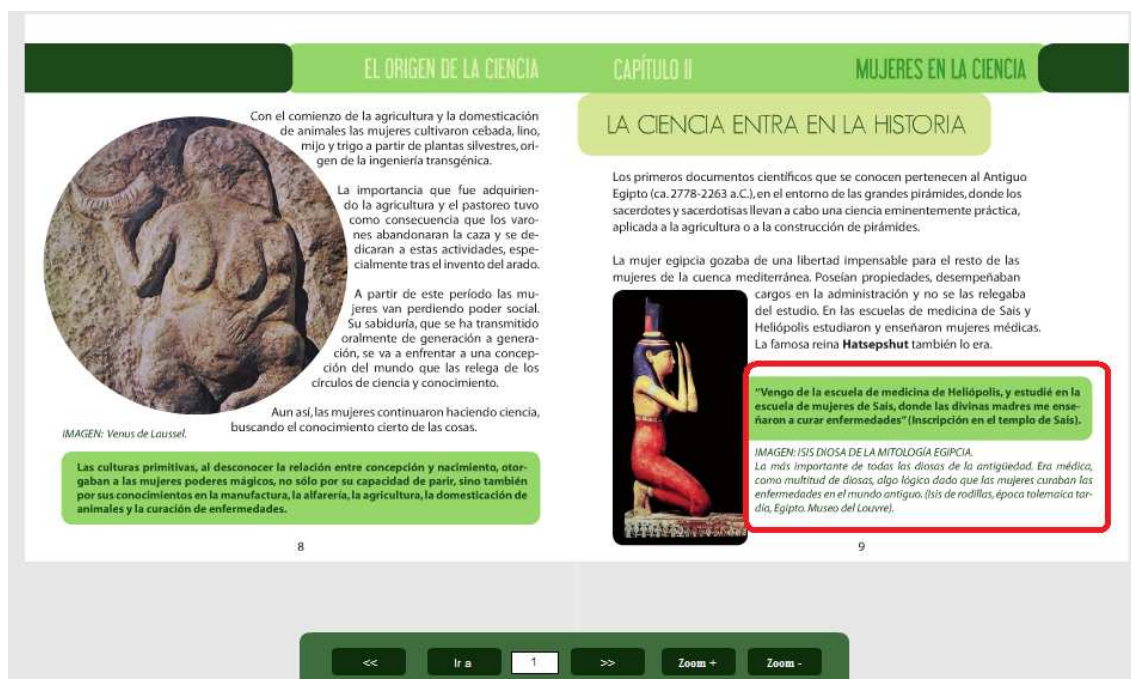 EL ORIGEN DE LA CIENCIA
Con el comienzo de la agricultura y la domesticación
de animales las mujeres cultivaron cebada, lino,
mijo y trigo a partir de plantas silvestres, ori-
gen de la ingeniería transgénica.
La importancia que fue adquirien-
do la agricultura y el pastoreo tuvo
como consecuencia que los varo-
nes abandonaran la caza y se de-
dicaran a estas actividades, espe-
cialmente tras el invento del arado.
A partir de este período las mu-
jeres van perdiendo poder social.
Su sabiduría, que se ha transmitido
oralmente de generación a genera-
ción, se va a enfrentar a una concep-
ción del mundo que las relega de los
círculos de ciencia y conocimiento.
Aun así, las mujeres continuaron haciendo ciencia,
buscando el conocimiento cierto de las cosas.
IMAGEN: Venus de Laussel.
Las culturas primitivas, al desconocer la relación entre concepción y nacimiento, otor-
gaban a las mujeres poderes mágicos, no sólo por su capacidad de parir, sino también
por sus conocimientos en la manufactura, la alfarería, la agricultura, la domesticación de
animales y la curación de enfermedades.
8
CAPÍTULO II
MUJERES EN LA CIENCIA
LA CIENCIA ENTRA EN LA HISTORIA
Los primeros documentos científicos que se conocen pertenecen al Antiguo
Egipto (ca. 2778-2263 a.C.), en el entorno de las grandes pirámides, donde los
sacerdotes y sacerdotisas llevan a cabo una ciencia eminentemente práctica,
aplicada a la agricultura o a la construcción de pirámides.
La mujer egipcia gozaba de una libertad impensable para el resto de las
mujeres de la cuenca mediterránea. Poseían propiedades, desempeñaban
cargos en la administración y no se las relegaba
del estudio. En las escuelas de medicina de Sais y
Heliópolis estudiaron y enseñaron mujeres médicas.
La famosa reina Hatsepshut también lo era.
"Vengo de la escuela de medicina de Heliópolis, y estudié en la
escuela de mujeres de Sais, donde las divinas madres me ense-
ñaron a curar enfermedades" (Inscripción en el templo de Sais).
IMAGEN: ISIS DIOSA DE LA MITOLOGÍA EGIPCIA.
La más importante de todas las diosas de la antigüedad. Era médica,
como multitud de diosas, algo lógico dado que las mujeres curaban las
enfermedades en el mundo antiguo. (Isis de rodillas, época tolemaica tar-
día, Egipto. Museo del Louvre).
9
<< Ir a 1 >> Zoom + Zoom -